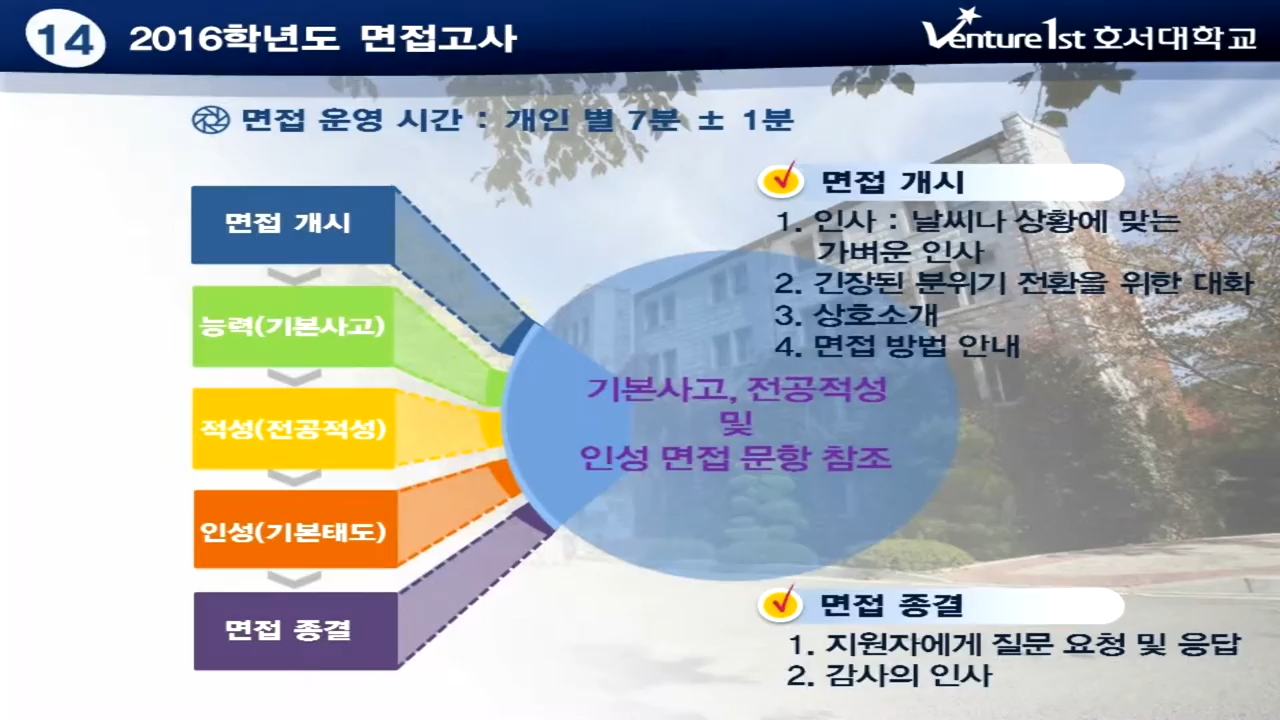 14 2016학년도 면접고사
Venture 1st 호서대학교
면접 운영 시간 : 개인 별 7분 ± 1분
면접 개시
능력(기본사고)
적성(전공적성)
인성(기본태도)
면접 종결
기본사고, 전공적성
및
인성 면접 문항 참조
면접 개시
1. 인사 : 날씨나 상황에 맞는
가벼운 인사
2. 긴장된 분위기 전환을 위한 대화
3. 상호소개
4. 면접 방법 안내
면접 종결
1. 지원자에게 질문 요청 및 응답
2. 감사의 인사